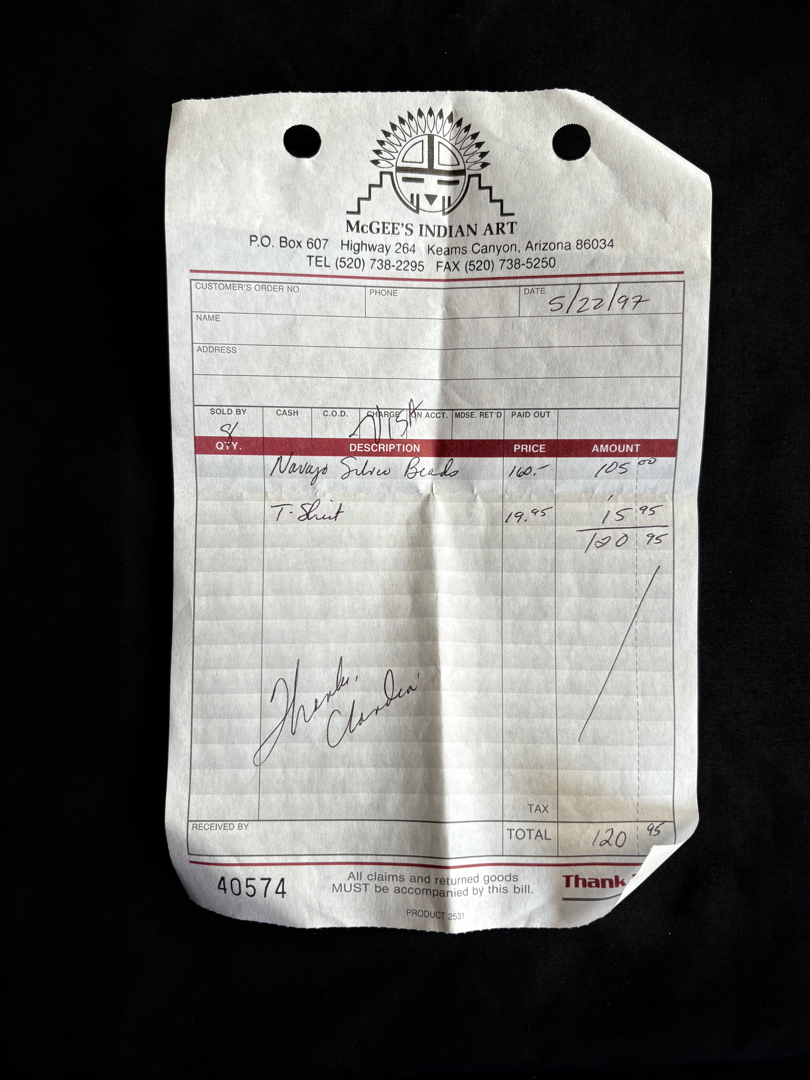 McGEE'S INDIAN ART
P.O. Box 607 Highway 264 Keams Canyon, Arizona 86034
TEL (520) 738-2295 FAX (520) 738-5250
CUSTOMER'S ORDER NO. PHONE DATE 5/22/97
NAME
ADDRESS
SOLD BY CASH C.O.D. CHARGE ON ACCT. MDSE. RET'D PAID OUT
VISA
QTY. DESCRIPTION PRICE AMOUNT
Navajo Silver Beads 160.- 105 00
T-Shirt 19.95 15 95
120 95
Thanks,
Claudia
TAX
RECEIVED BY TOTAL 120 95
40574 All claims and returned goods Thank
MUST be accompanied by this bill.
PRODUCT 2531